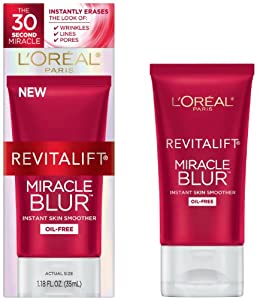 THE
30
SECOND
MIRACLE
INSTANTLY ERASES
THE LOOK OF:
✔ WRINKLES
✔ LINES
✔ PORES
L'ORÉAL
PARIS
NEW
REVITALIFT®
MIRACLE
BLUR™
INSTANT SKIN SMOOTHER
OIL-FREE
ACTUAL SIZE
1.18 FL.OZ. (35mL)
L'ORÉAL
PARIS
REVITALIFT®
MIRACLE
BLUR™
INSTANT SKIN SMOOTHER
OIL-FREE